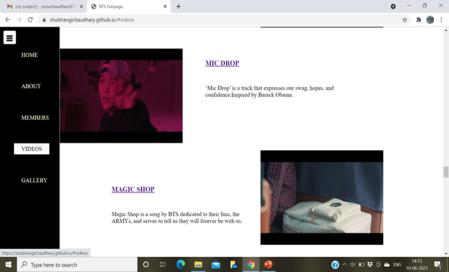 (no subject) - sonuchaudhary0
BTS Fanpage
shubhangichaudhary.github.io/#videos
HOME
ABOUT
MEMBERS
VIDEOS
GALLERY
MIC DROP
'Mic Drop' is a track that expresses our swag, hopes, and
confidence.Inspired by Barack Obama.
MAGIC SHOP
Magic Shop is a song by BTS dedicated to their fans, the
ARMYs, and serves to tell us they will forever be with us.
https://shubhangichaudhary.github.io/#videos
Type here to search
ENG
14:13
10-06-2021